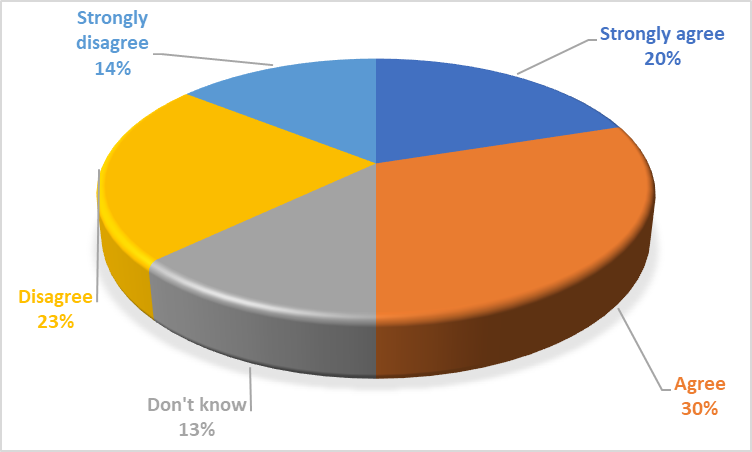 Strongly
disagree
14%
Strongly agree
20%
Disagree
23%
Don't know
13%
Agree
30%